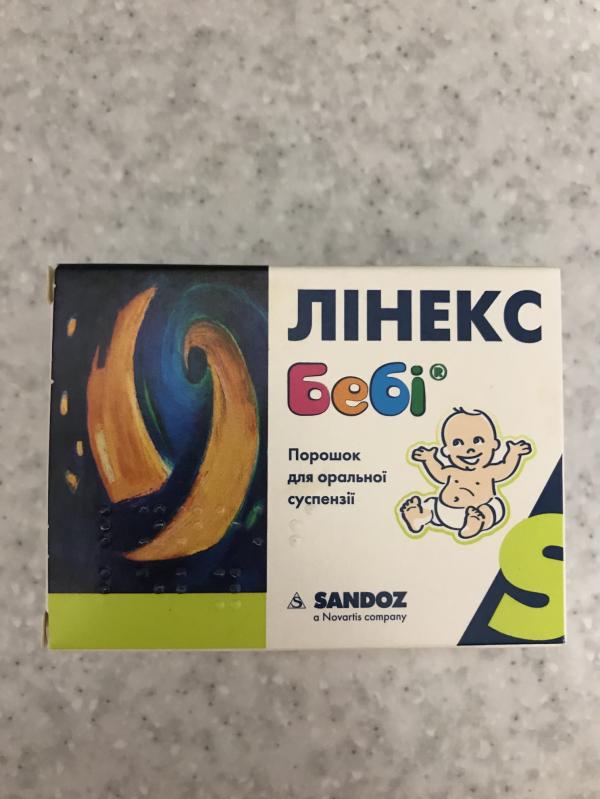 ЛІНЕКС
бебі®
Порошок
для оральної
суспензії
S SANDOZ
a Novartis company
S